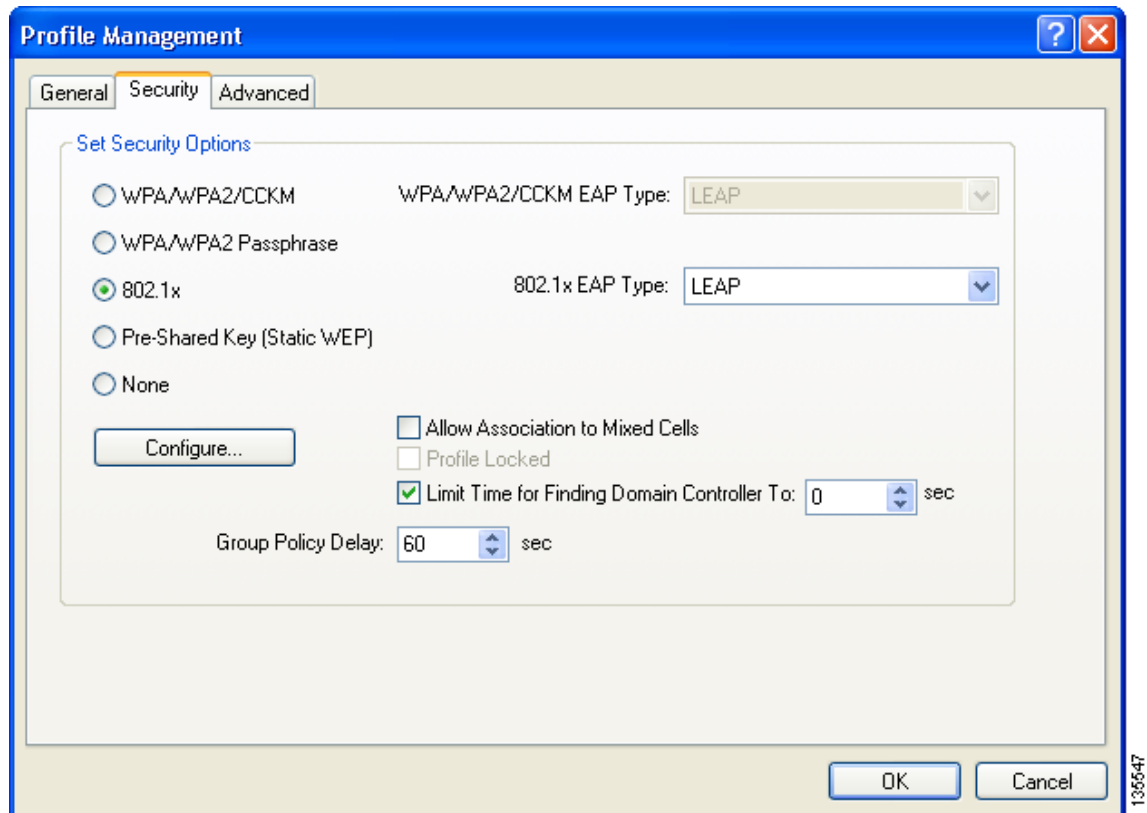 Profile Management
General Security Advanced
Set Security Options
WPA/WPA2/CCKM WPA/WPA2/CCKM EAP Type: LEAP
WPA/WPA2 Passphrase
802.1x 802.1x EAP Type: LEAP
Pre-Shared Key (Static WEP)
None
Configure... Allow Association to Mixed Cells
Profile Locked
Limit Time for Finding Domain Controller To: 0 sec
Group Policy Delay: 60 sec
OK Cancel
135547